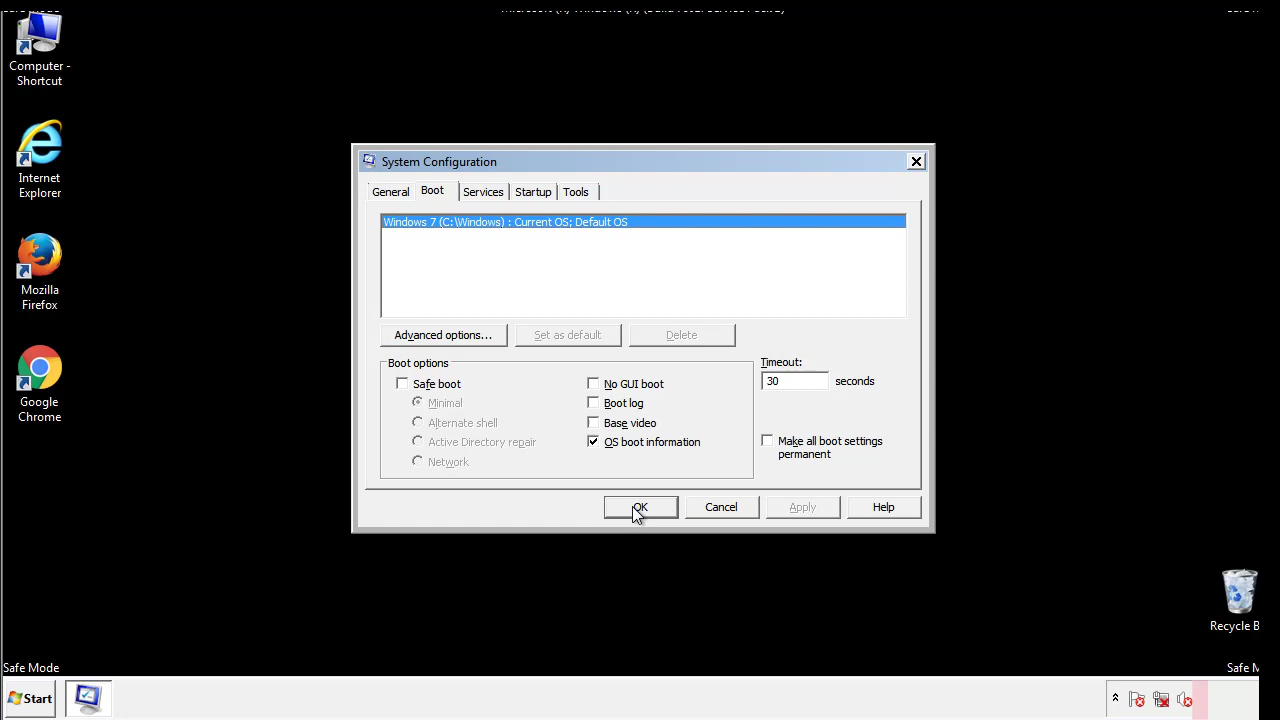 Computer -
Shortcut
Internet
Explorer
Mozilla
Firefox
Google
Chrome
System Configuration
General Boot Services Startup Tools
Windows 7 (C:\Windows) : Current OS; Default OS
Advanced options... Set as default Delete
Boot options
Safe boot
Minimal
Alternate shell
Active Directory repair
Network
No GUI boot
Boot log
Base video
OS boot information
Timeout:
30 seconds
Make all boot settings
permanent
OK Cancel Apply Help
Recycle B
Safe Mode
Safe M
Start